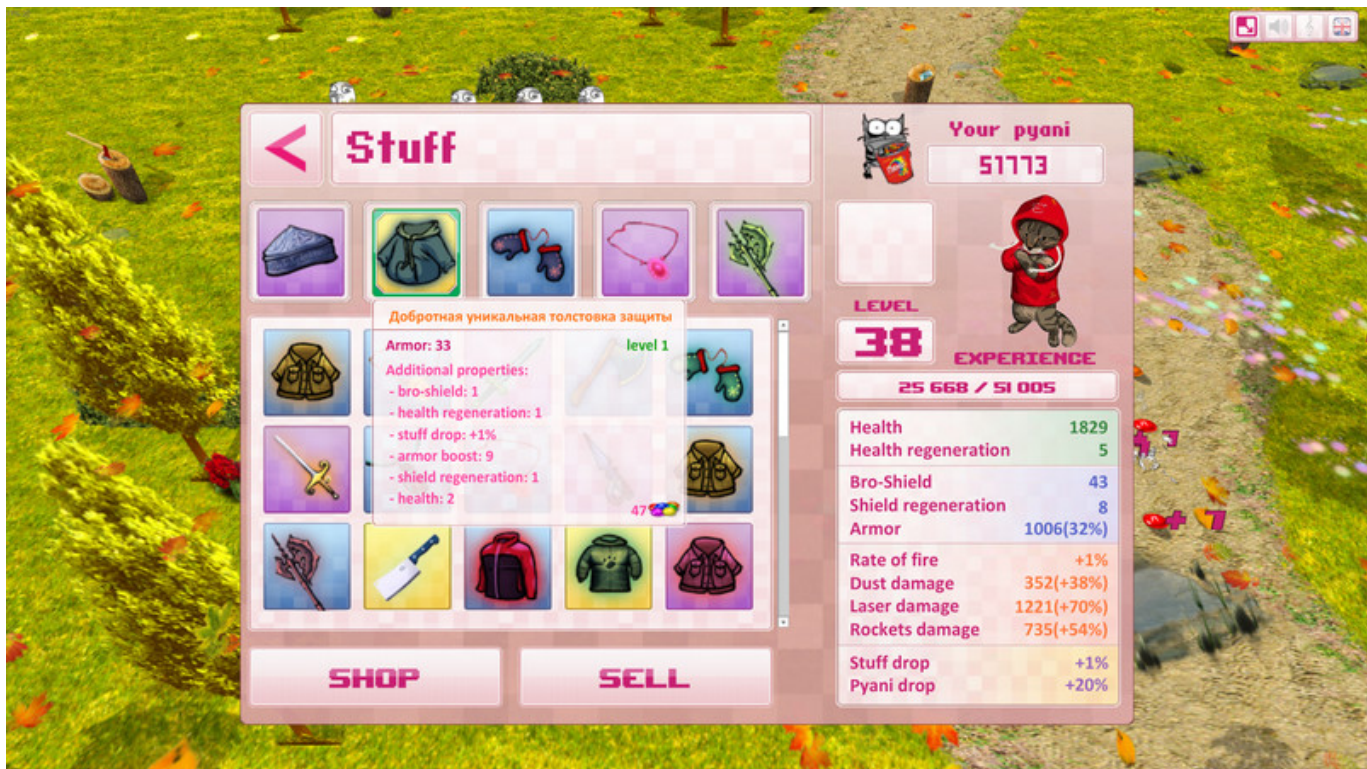 Stuff
Your pyani
51773
Добротная уникальная толстовка защиты
Armor: 33
level 1
Additional properties:
- bro-shield: 1
- health regeneration: 1
- stuff drop: +1%
- armor boost: 9
- shield regeneration: 1
- health: 2
47
LEVEL
38
EXPERIENCE
25 668 / 51 005
Health 1829
Health regeneration 5
Bro-Shield 43
Shield regeneration 8
Armor 1006(32%)
Rate of fire +1%
Dust damage 352(+38%)
Laser damage 1221(+70%)
Rockets damage 735(+54%)
Stuff drop +1%
Pyani drop +20%
SHOP
SELL